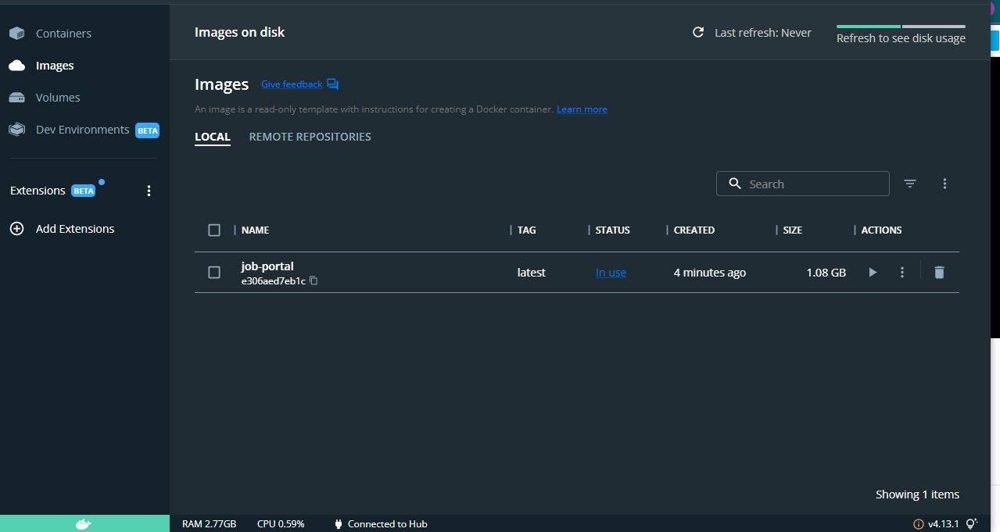 Containers
Images
Volumes
Dev Environments BETA
Extensions BETA
Add Extensions
Images on disk
Last refresh: Never
Refresh to see disk usage
Images Give feedback
An image is a read-only template with instructions for creating a Docker container. Learn more
LOCAL REMOTE REPOSITORIES
Search
NAME TAG STATUS CREATED SIZE ACTIONS
job-portal latest In use 4 minutes ago 1.08 GB
e306aed7eb1c
Showing 1 items
RAM 2.77GB CPU 0.59% Connected to Hub v4.13.1